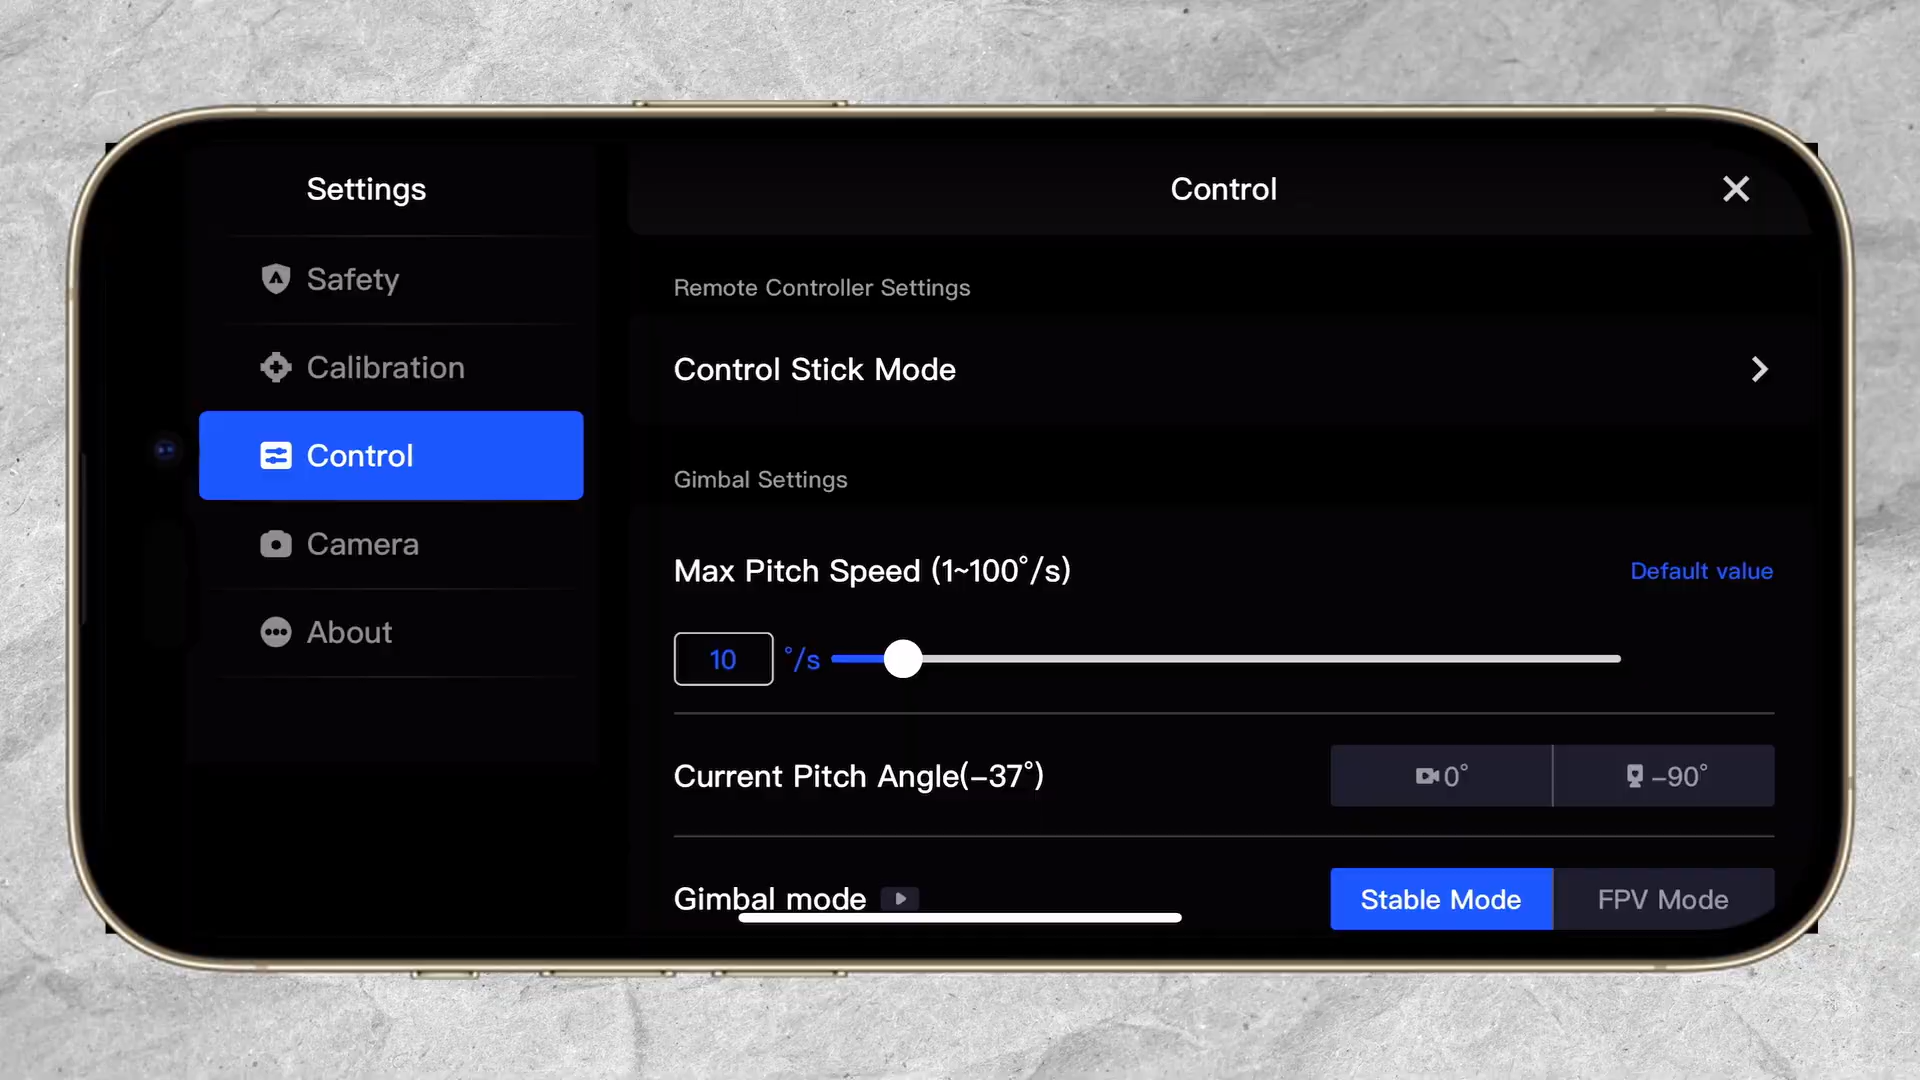 Settings
Safety
Calibration
Control
Camera
About
Control
Remote Controller Settings
Control Stick Mode
Gimbal Settings
Max Pitch Speed (1~100°/s)
Default value
10 °/s
Current Pitch Angle(−37°)
0°
−90°
Gimbal mode
Stable Mode
FPV Mode